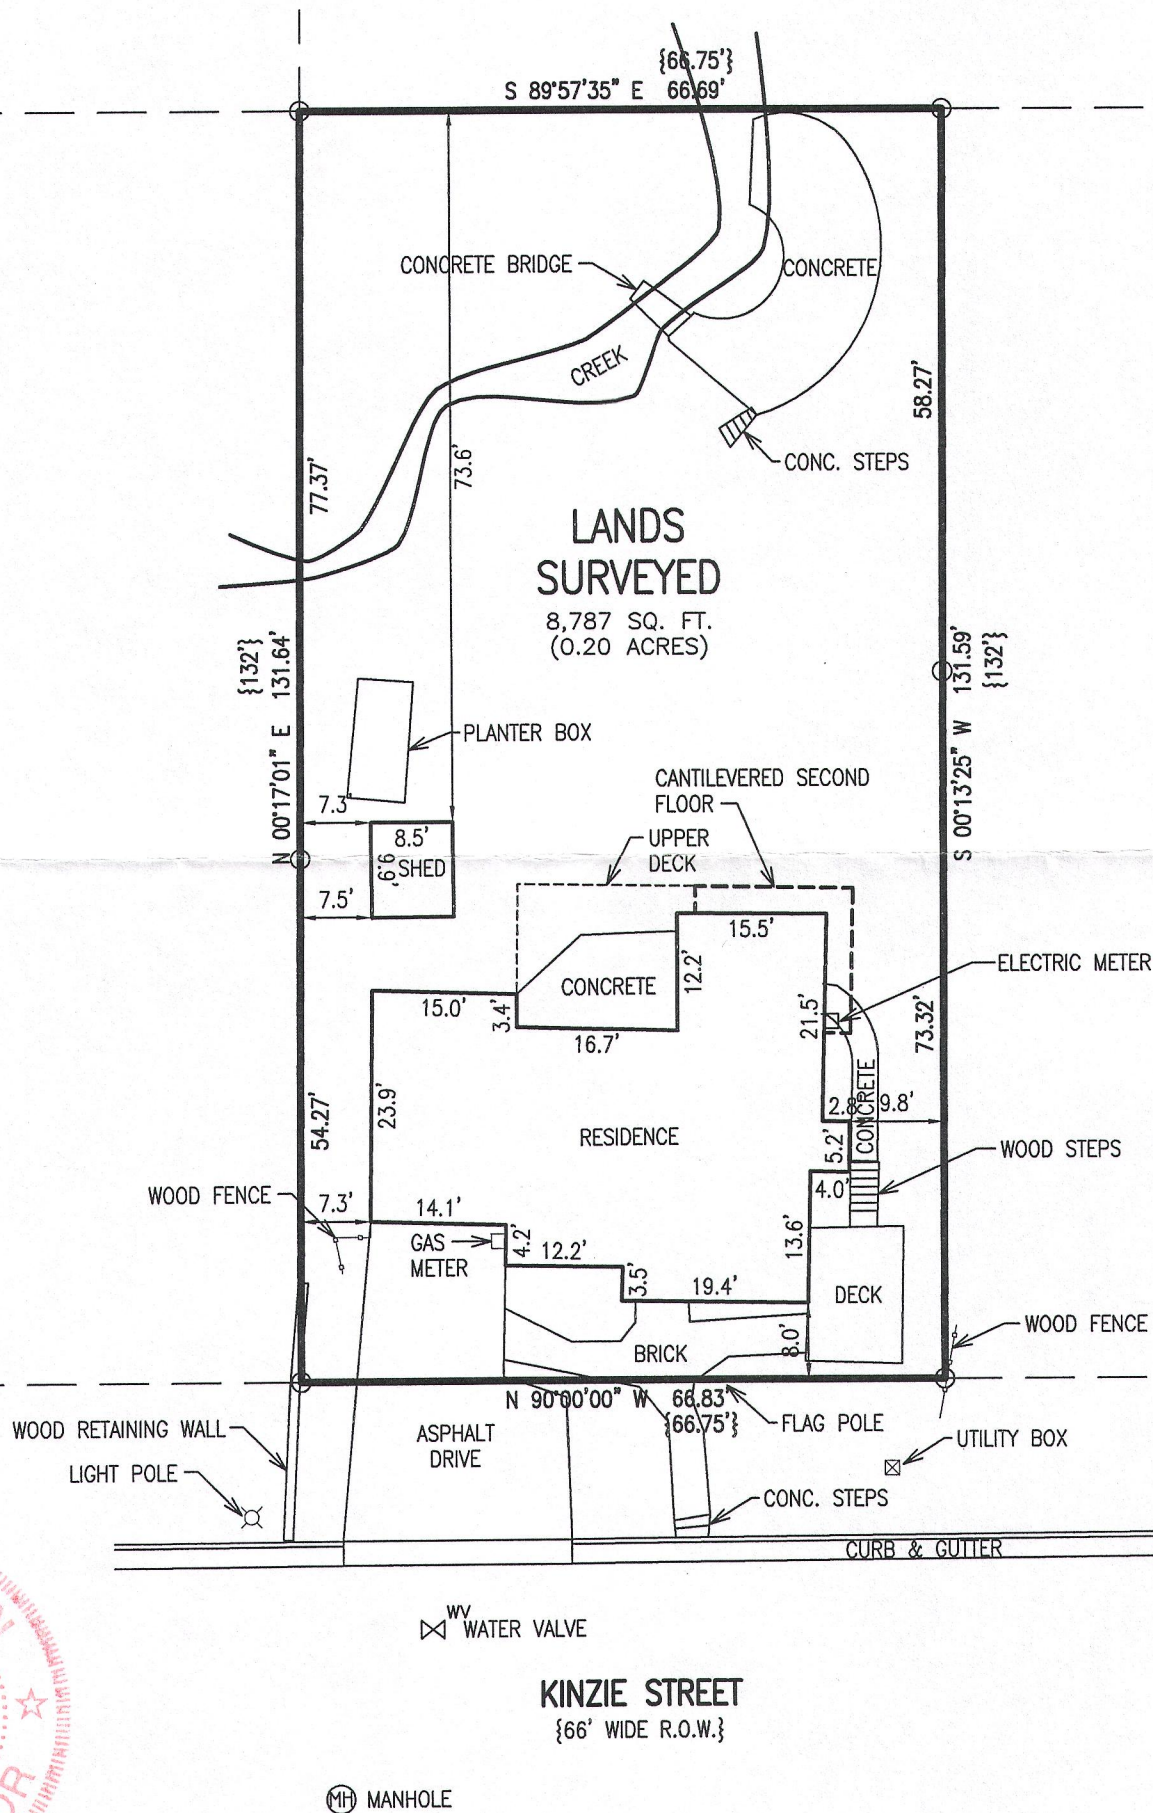 {66.75'}
S 89°57'35" E 66.69'
CONCRETE BRIDGE
CONCRETE
CREEK
58.27'
73.6'
CONC. STEPS
77.37'
LANDS
SURVEYED
8,787 SQ. FT.
(0.20 ACRES)
{132'}
N 00°17'01" E 131.64'
S 00°13'25" W 131.59'
{132'}
PLANTER BOX
CANTILEVERED SECOND
FLOOR
7.3'
UPPER
DECK
8.5'
9.9'
SHED
7.5'
15.5'
ELECTRIC METER
CONCRETE
12.2'
15.0'
3.4'
16.7'
21.5'
73.32'
23.9'
54.27'
CONCRETE
2.8'
9.8'
RESIDENCE
5.2'
WOOD STEPS
4.0'
WOOD FENCE
7.3'
14.1'
GAS
METER
4.2'
12.2'
13.6'
3.5'
19.4'
DECK
WOOD FENCE
8.0'
BRICK
N 90°00'00" W 66.83'
{66.75'}
FLAG POLE
WOOD RETAINING WALL
ASPHALT
DRIVE
UTILITY BOX
LIGHT POLE
CONC. STEPS
CURB & GUTTER
WV
WATER VALVE
KINZIE STREET
{66' WIDE R.O.W.}
MH MANHOLE